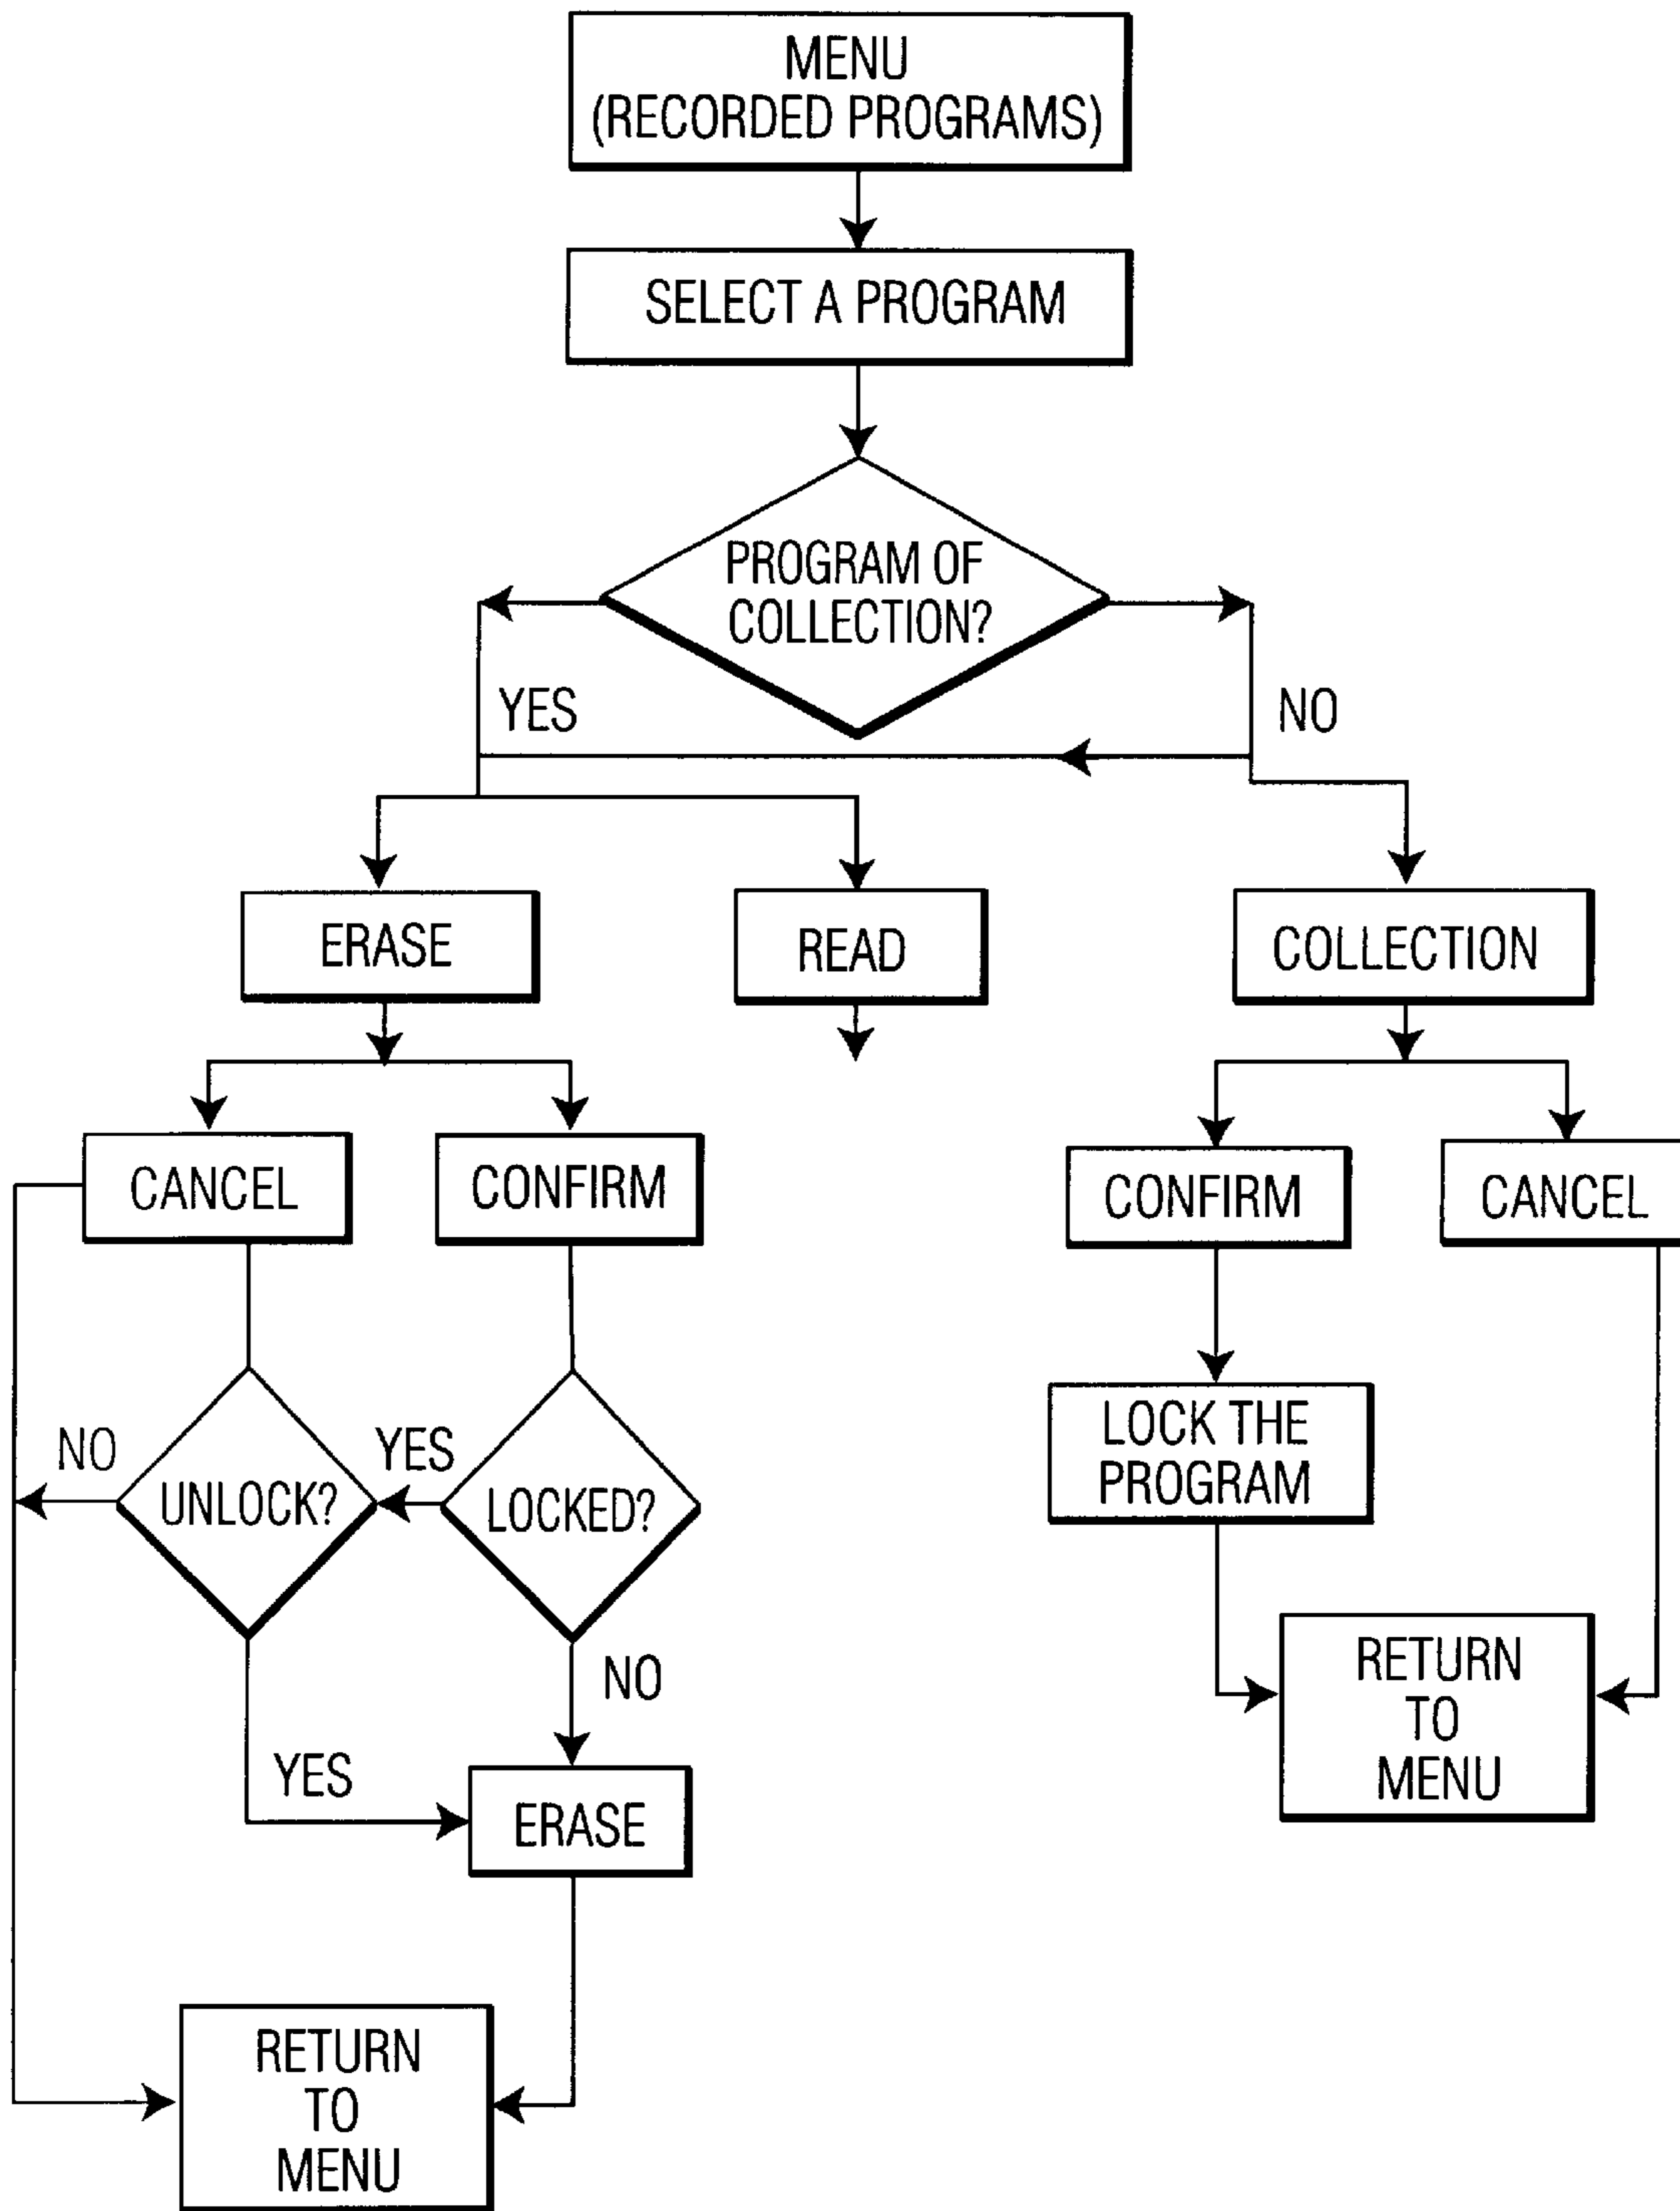 MENU
(RECORDED PROGRAMS)
SELECT A PROGRAM
PROGRAM OF
COLLECTION?
YES
NO
ERASE
READ
COLLECTION
CANCEL
CONFIRM
CONFIRM
CANCEL
NO
UNLOCK?
YES
LOCKED?
LOCK THE
PROGRAM
NO
YES
ERASE
RETURN
TO
MENU
RETURN
TO
MENU